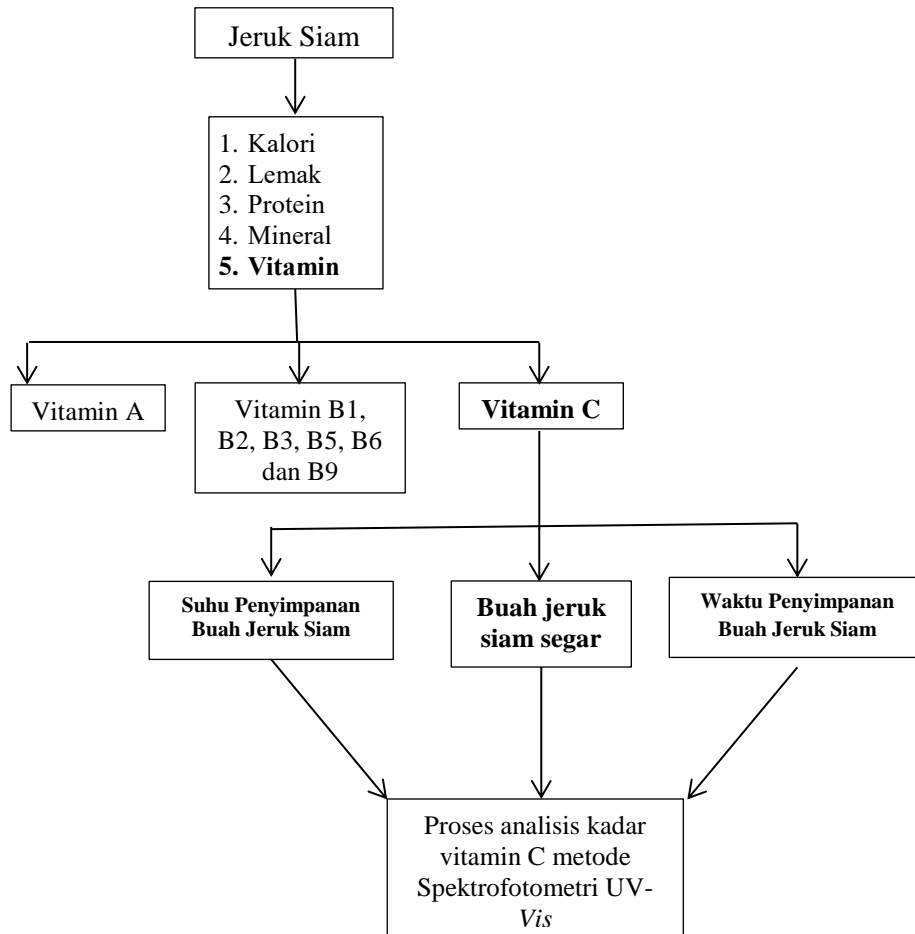 Jeruk Siam
1. Kalori
2. Lemak
3. Protein
4. Mineral
5. Vitamin
Vitamin A
Vitamin B1,
B2, B3, B5, B6
dan B9
Vitamin C
Suhu Penyimpanan
Buah Jeruk Siam
Buah jeruk
siam segar
Waktu Penyimpanan
Buah Jeruk Siam
Proses analisis kadar
vitamin C metode
Spektrofotometri UV-
Vis